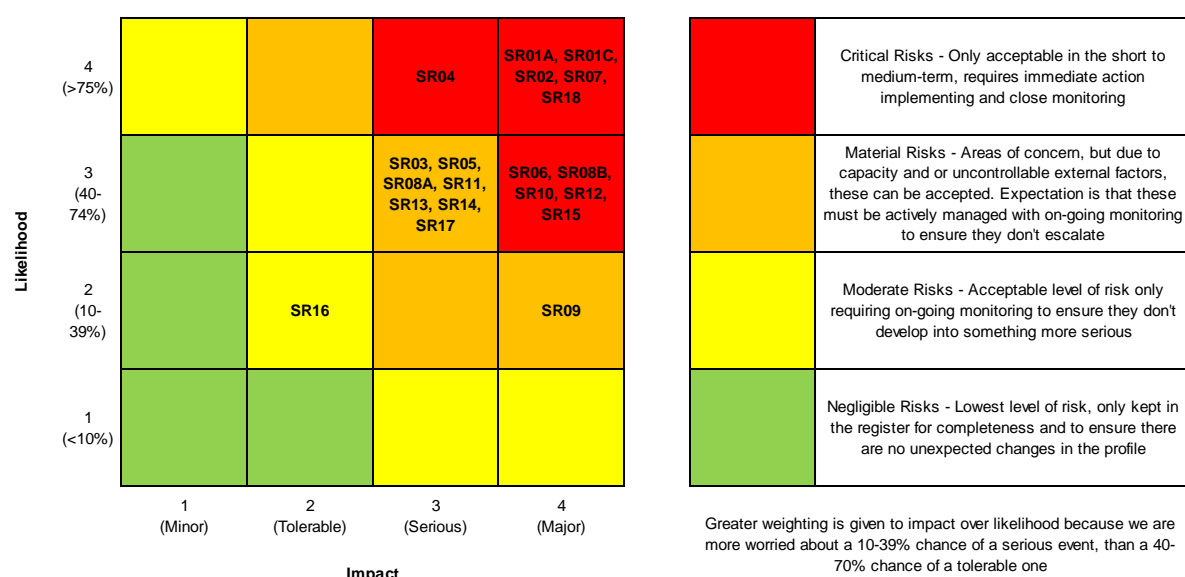 4
(>75%)
SR04
SR01A, SR01C,
SR02, SR07,
SR18
3
(40-
74%)
SR03, SR05,
SR08A, SR11,
SR13, SR14,
SR17
SR06, SR08B,
SR10, SR12,
SR15
2
(10-
39%)
SR16
SR09
1
(<10%)
Likelihood
1
(Minor)
2
(Tolerable)
3
(Serious)
4
(Major)
Impact
Critical Risks - Only acceptable in the short to
medium-term, requires immediate action
implementing and close monitoring
Material Risks - Areas of concern, but due to
capacity and or uncontrollable external factors,
these can be accepted. Expectation is that these
must be actively managed with on-going monitoring
to ensure they don't escalate
Moderate Risks - Acceptable level of risk only
requiring on-going monitoring to ensure they don't
develop into something more serious
Negligible Risks - Lowest level of risk, only kept in
the register for completeness and to ensure there
are no unexpected changes in the profile
Greater weighting is given to impact over likelihood because we are
more worried about a 10-39% chance of a serious event, than a 40-
70% chance of a tolerable one